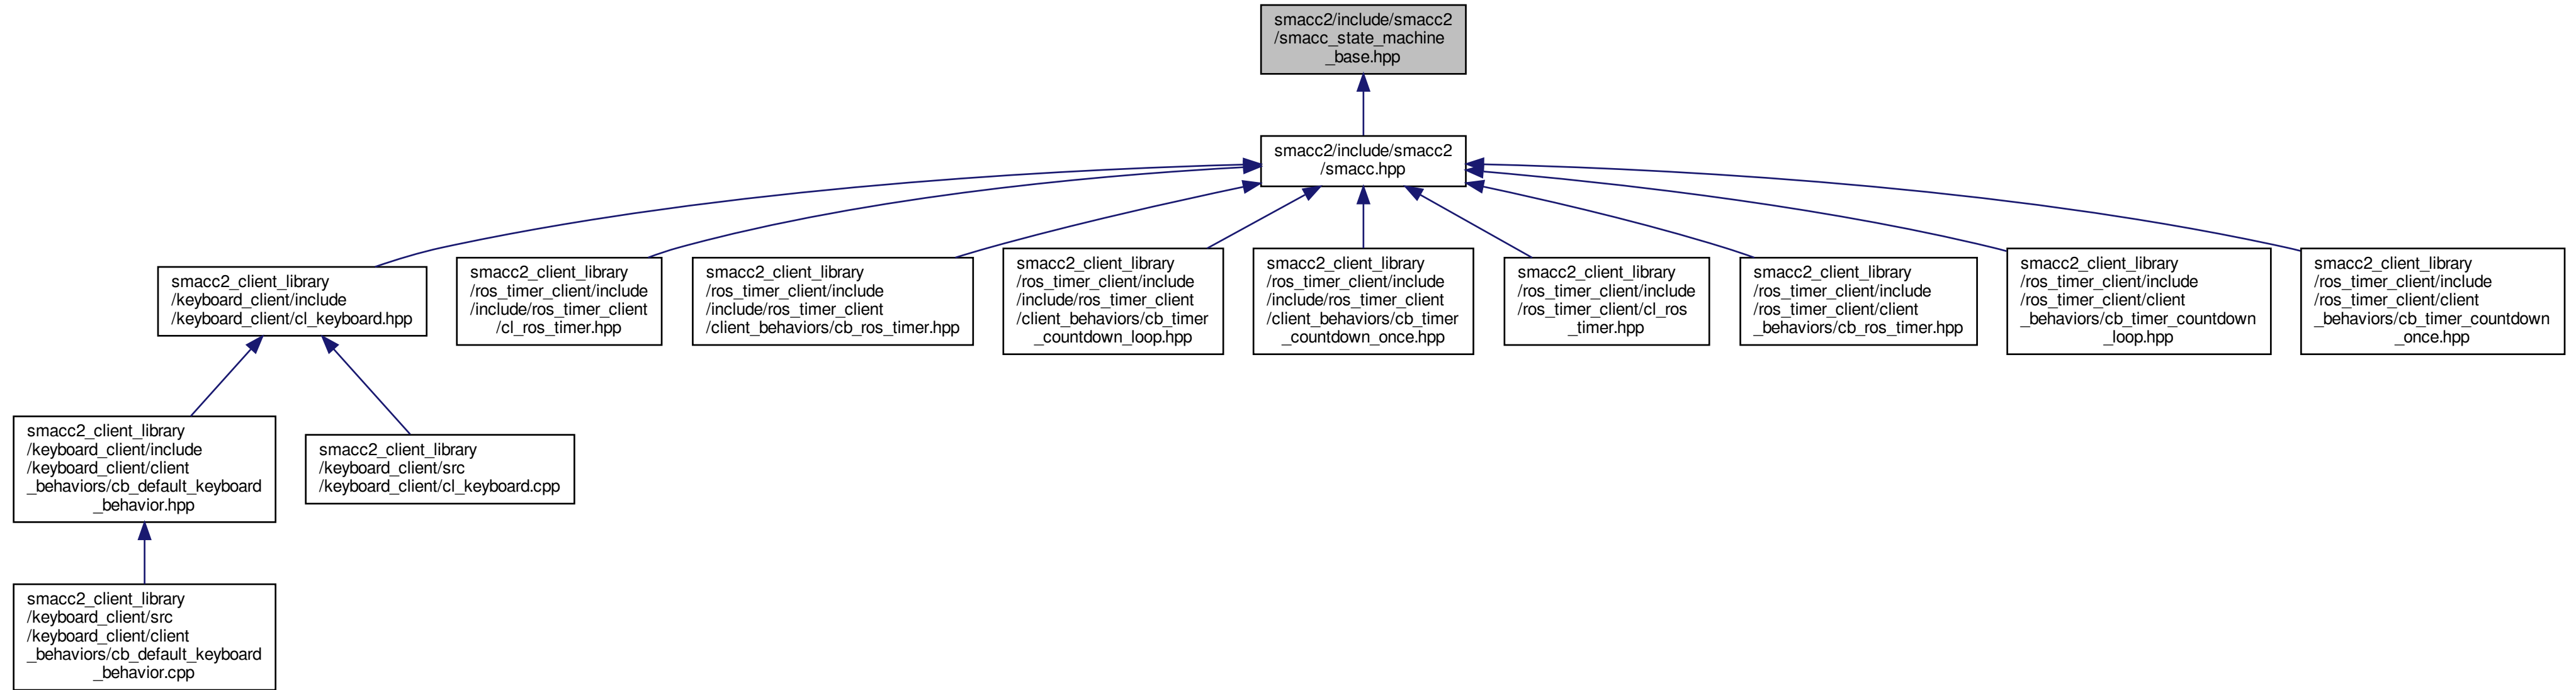 smacc2/include/smacc2
/smacc_state_machine
_base.hpp
smacc2/include/smacc2
/smacc.hpp
smacc2_client_library
/keyboard_client/include
/keyboard_client/cl_keyboard.hpp
smacc2_client_library
/ros_timer_client/include
/include/ros_timer_client
/cl_ros_timer.hpp
smacc2_client_library
/ros_timer_client/include
/include/ros_timer_client
/client_behaviors/cb_ros_timer.hpp
smacc2_client_library
/ros_timer_client/include
/include/ros_timer_client
/client_behaviors/cb_timer
_countdown_loop.hpp
smacc2_client_library
/ros_timer_client/include
/include/ros_timer_client
/client_behaviors/cb_timer
_countdown_once.hpp
smacc2_client_library
/ros_timer_client/include
/ros_timer_client/cl_ros
_timer.hpp
smacc2_client_library
/ros_timer_client/include
/ros_timer_client/client
_behaviors/cb_ros_timer.hpp
smacc2_client_library
/ros_timer_client/include
/ros_timer_client/client
_behaviors/cb_timer_countdown
_loop.hpp
smacc2_client_library
/ros_timer_client/include
/ros_timer_client/client
_behaviors/cb_timer_countdown
_once.hpp
smacc2_client_library
/keyboard_client/include
/keyboard_client/client
_behaviors/cb_default_keyboard
_behavior.hpp
smacc2_client_library
/keyboard_client/src
/keyboard_client/cl_keyboard.cpp
smacc2_client_library
/keyboard_client/src
/keyboard_client/client
_behaviors/cb_default_keyboard
_behavior.cpp